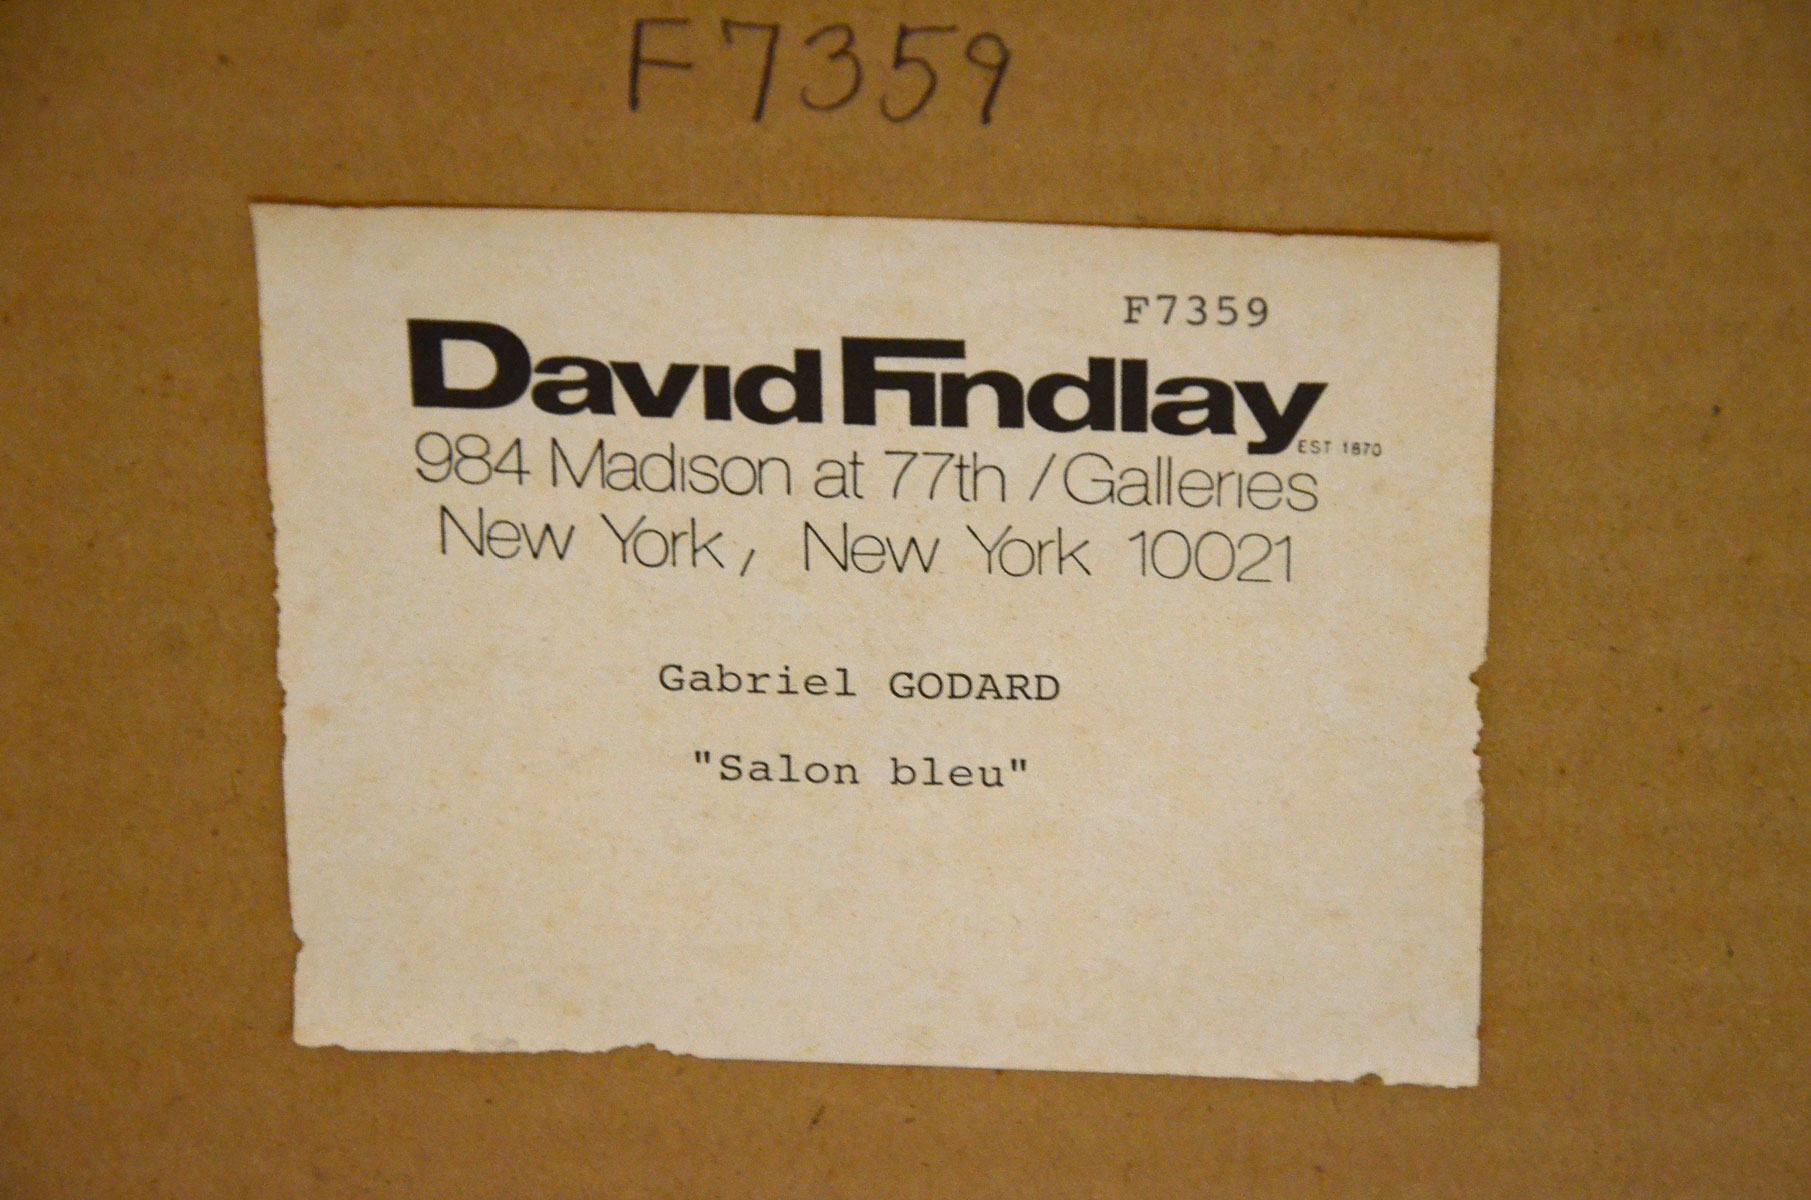 F7359
F7359
David Findlay
EST 1870
984 Madison at 77th / Galleries
New York, New York 10021
Gabriel GODARD
"Salon bleu"